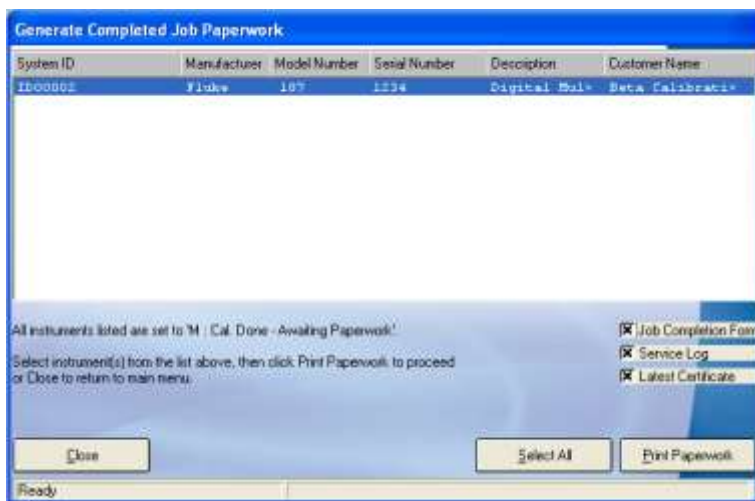 Generate Completed Job Paperwork
System ID Manufacturer Model Number Serial Number Description Customer Name
ID00002 Fluke 187 1234 Digital Mul» Beta Calibrati»
All instruments listed are set to 'M : Cal. Done - Awaiting Paperwork'.
Job Completion Form
Service Log
Select instrument(s) from the list above, then click Print Paperwork to proceed
or Close to return to main menu.
Latest Certificate
Close Select All Print Paperwork
Ready